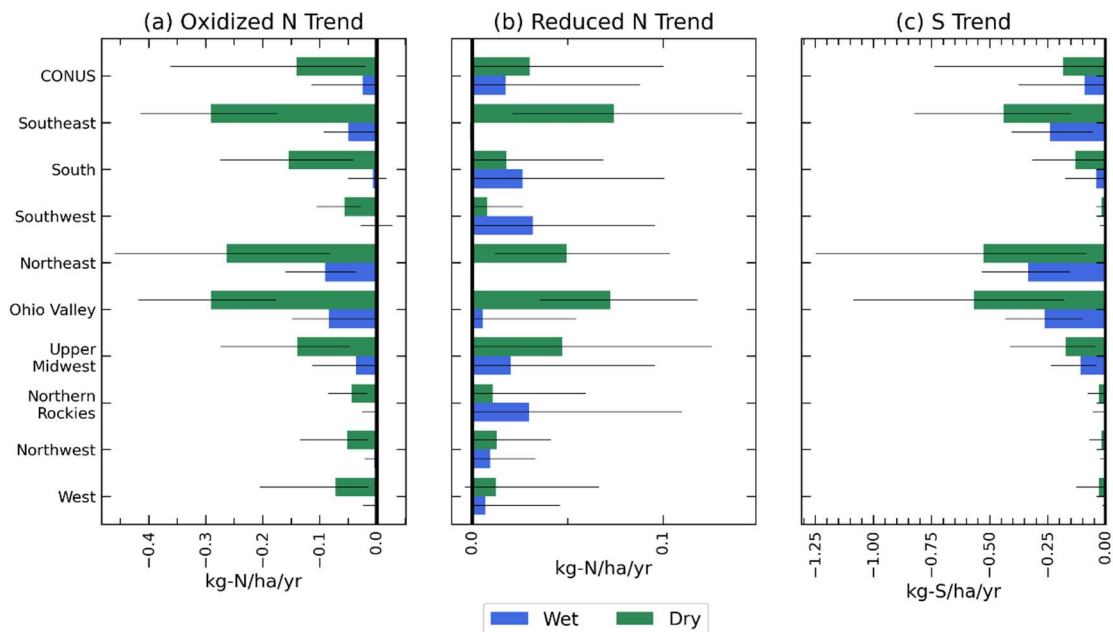 (a) Oxidized N Trend
(b) Reduced N Trend
(c) S Trend
CONUS
Southeast
South
Southwest
Northeast
Ohio Valley
Upper
Midwest
Northern
Rockies
Northwest
West
−0.4
−0.3
−0.2
−0.1
0.0
kg-N/ha/yr
0.0
0.1
kg-N/ha/yr
−1.25
−1.00
−0.75
−0.50
−0.25
0.00
kg-S/ha/yr
Wet
Dry